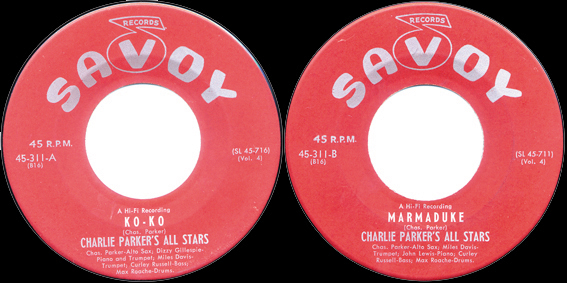 RECORDS
SAVOY
45 R.P.M.
45-311-A
(B16)
(SL 45-716)
(Vol. 4)
A Hi-Fi Recording
KO-KO
(Chas. Parker)
CHARLIE PARKER'S ALL STARS
Chas. Parker-Alto Sax; Dizzy Gillespie-
Piano and Trumpet; Miles Davis-
Trumpet; Curley Russell-Bass;
Max Roache-Drums.
RECORDS
SAVOY
45 R.P.M.
45-311-B
(B16)
(SL 45-711)
(Vol. 4)
A Hi-Fi Recording
MARMADUKE
(Chas. Parker)
CHARLIE PARKER'S ALL STARS
Chas. Parker-Alto Sax; Miles Davis-
Trumpet; John Lewis-Piano; Curley
Russell-Bass; Max Roache-Drums.